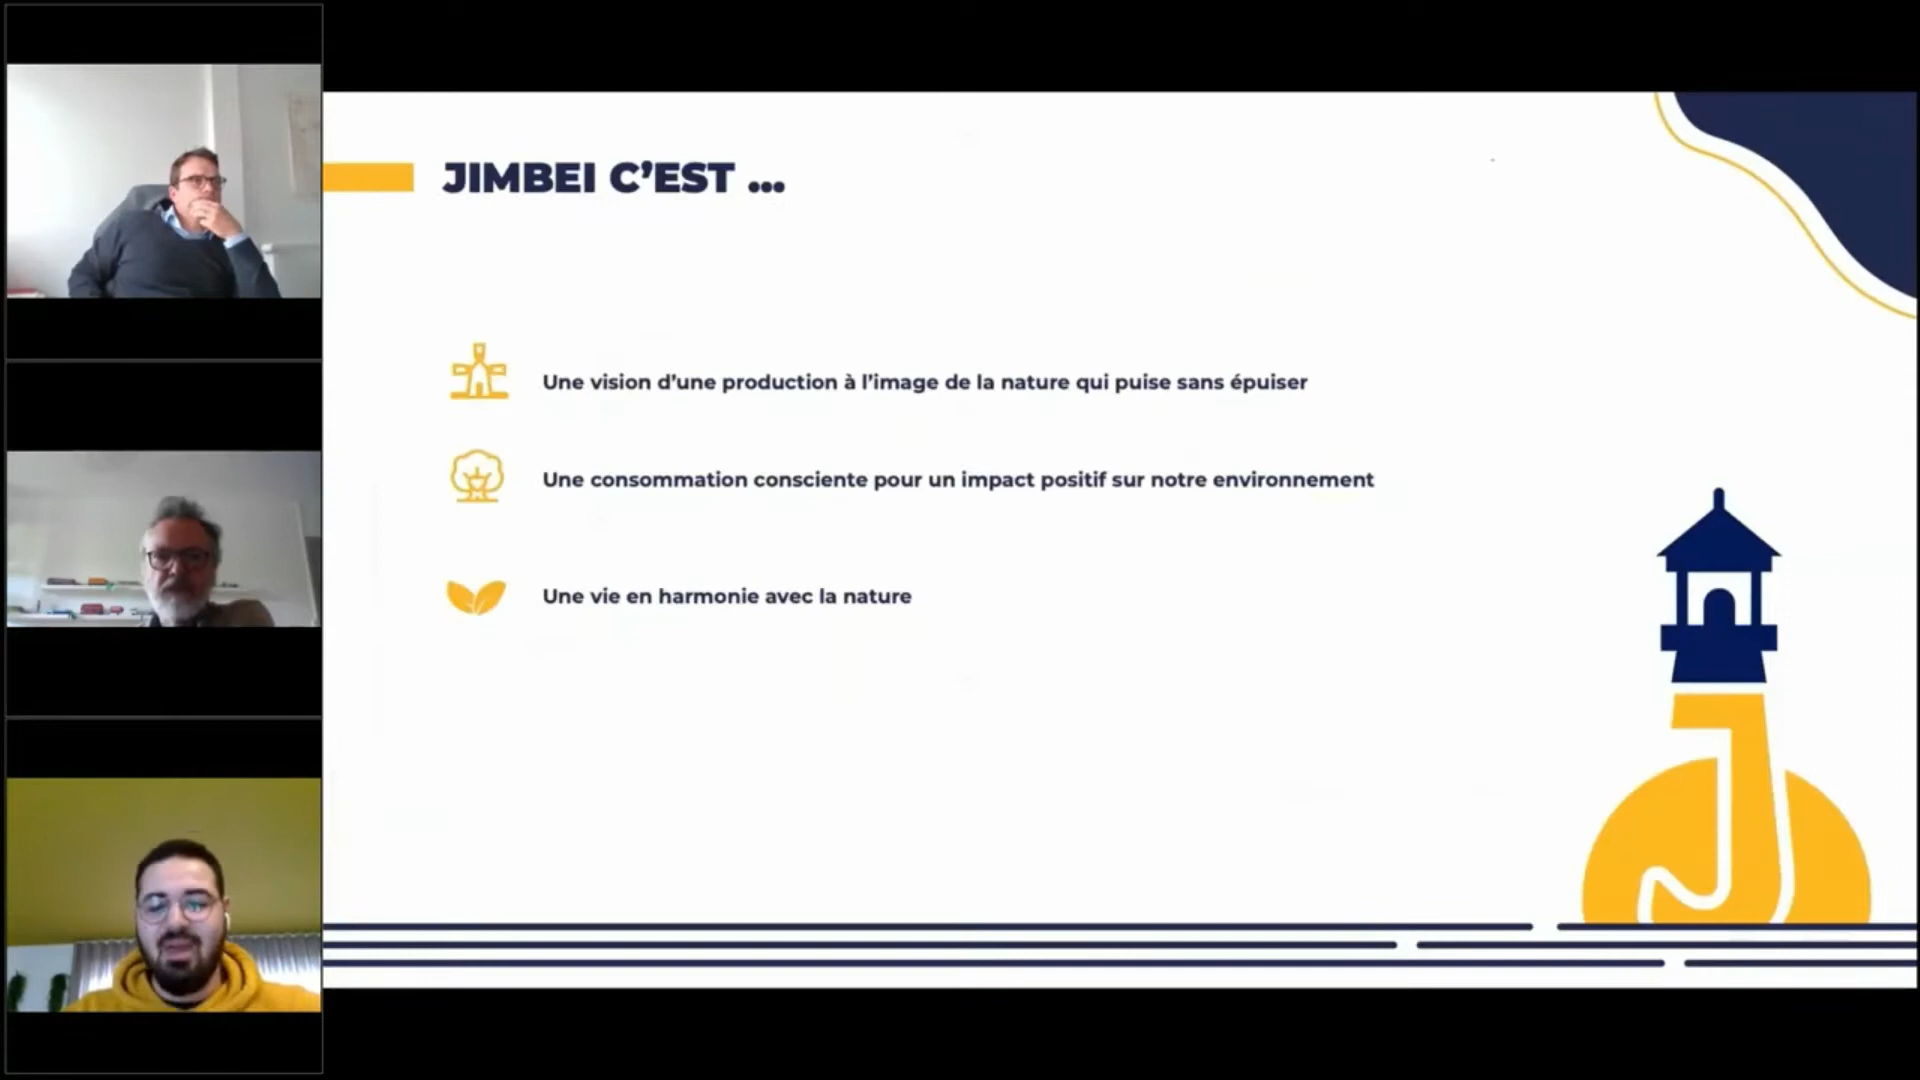 JIMBEI C’EST ...
Une vision d’une production à l’image de la nature qui puise sans épuiser
Une consommation consciente pour un impact positif sur notre environnement
Une vie en harmonie avec la nature